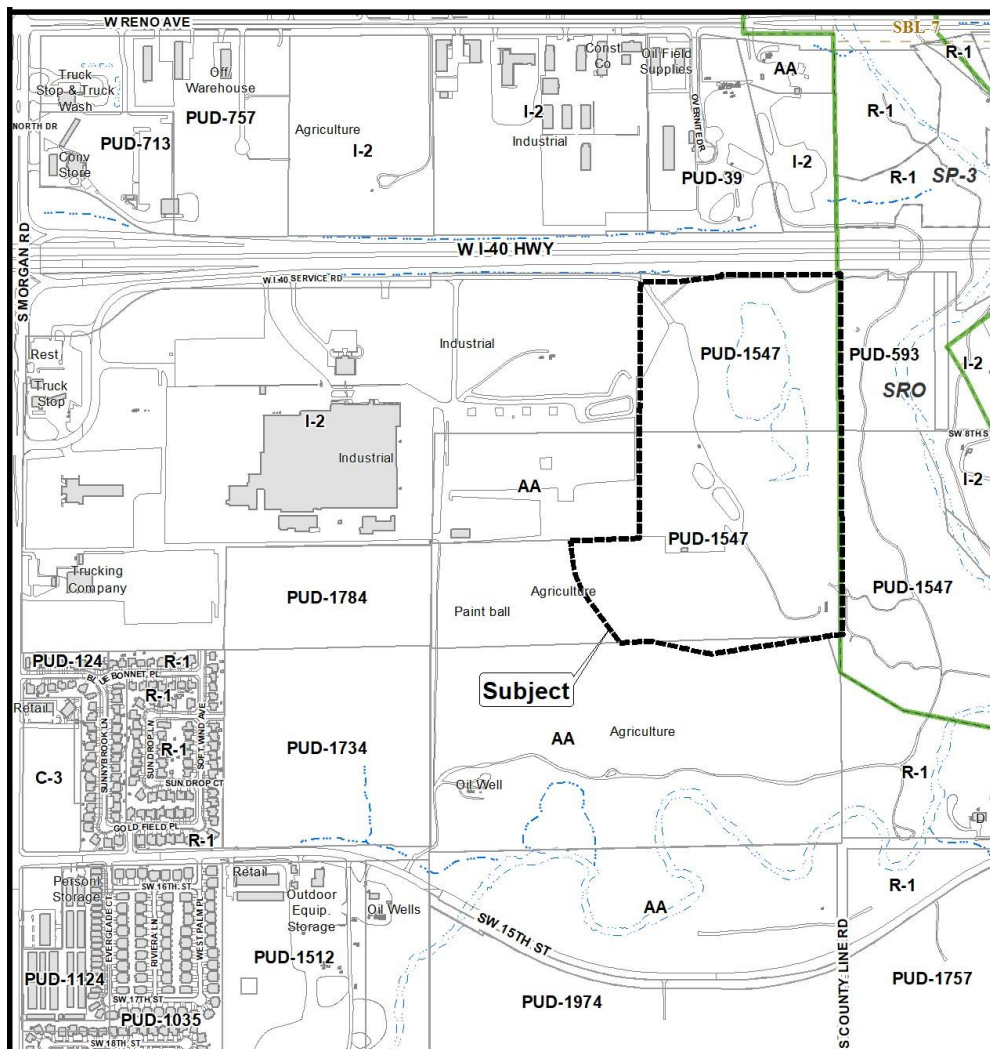 W RENO AVE
SBL-7
Truck
Stop & Truck
Wash
Off/
Warehouse
PUD-757
Const
Co
Oil Field
Supplies
AA
R-1
R-1
NORTH DR
PUD-713
Conv
Store
Agriculture
I-2
I-2
Industrial
OVERNITE DR
PUD-39
I-2
R-1
SP-3
S MORGAN RD
W I-40 HWY
W I-40 SERVICE RD
Rest
Truck
Stop
Industrial
PUD-1547
PUD-593
SRO
I-2
I-2
Industrial
SW 8TH S
I-2
AA
PUD-1547
Trucking
Company
PUD-1784
Paint ball
Agriculture
PUD-1547
PUD-124
R-1
BLUE BONNET PL
R-1
Retail
SUNNYBROOK LN
SUN DROP LN
SOFT WIND AVE
R-1
SUN DROP CT
C-3
GOLD FIELD PL
R-1
PUD-1734
Subject
AA
Agriculture
Oil Well
R-1
Personl
Storage
SW 16TH ST
EVERGLADE CT
RIVIERA LN
WEST PALM PL
Retail
Outdoor
Equip.
Storage
Oil Wells
PUD-1512
SW 15TH ST
AA
R-1
S COUNTY LINE RD
PUD-1757
PUD-1124
SW 17TH ST
PUD-1035
SW 18TH ST
PUD-1974